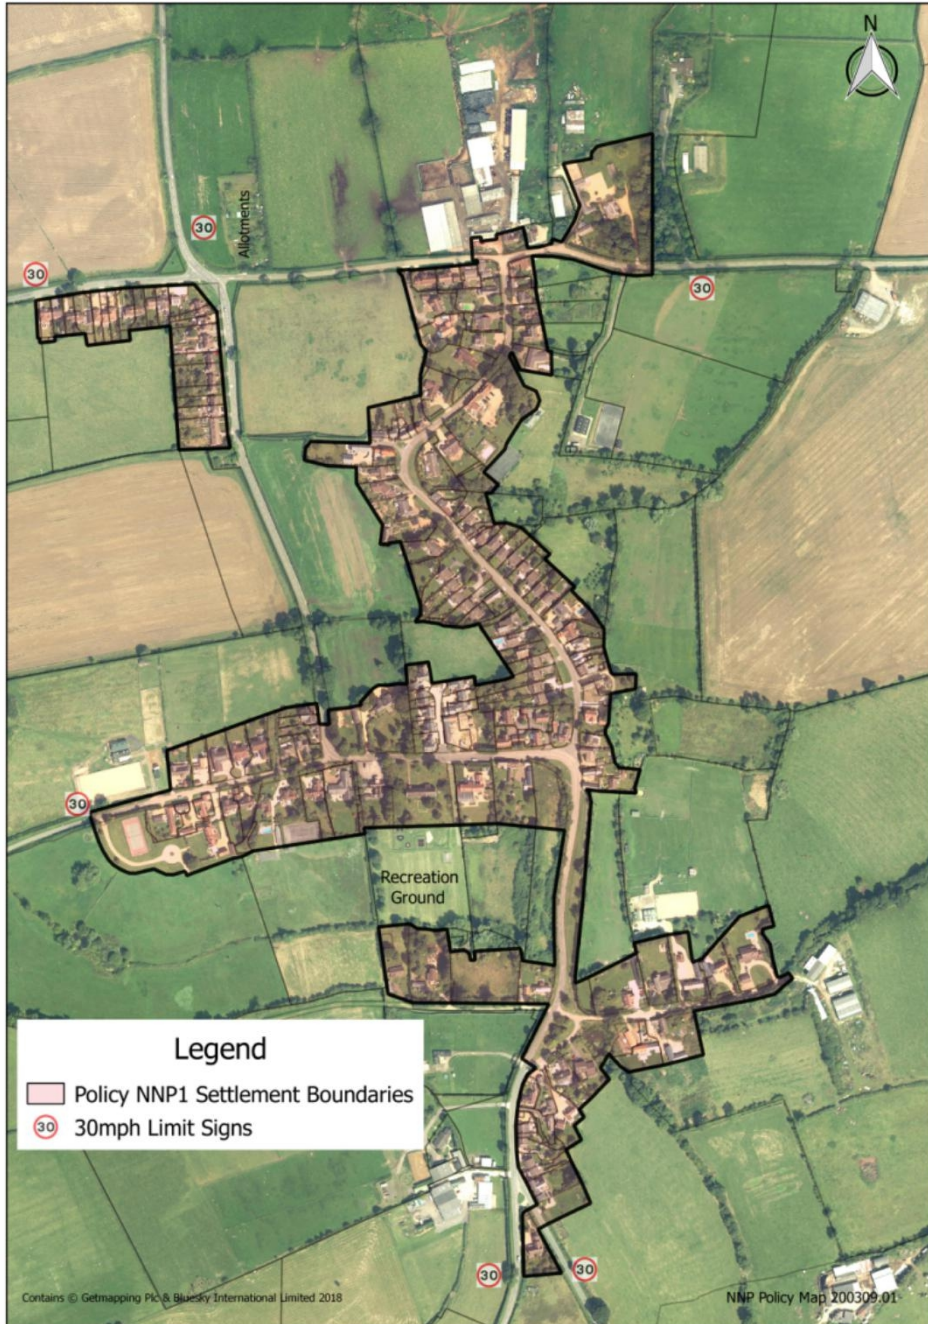 N
30
Allotments
30
30
30
Recreation
Ground
Legend
Policy NNP1 Settlement Boundaries
30 30mph Limit Signs
30
30
Contains © Getmapping Plc & Bluesky International Limited 2018
NNP Policy Map 200309.01